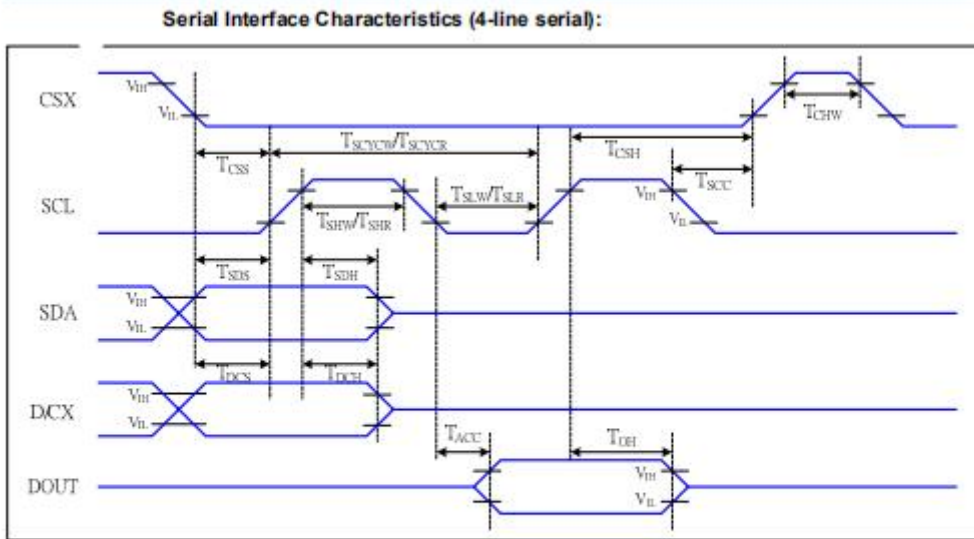 Serial Interface Characteristics (4-line serial):
CSX
VIH
VIL
TCSS
TSCYCW/TSCYCR
TCSH
TCHW
TSCC
SCL
TSHW/TSHR
TSLW/TSLR
VIH
VIL
TSDS
TSDH
SDA
VIH
VIL
TDCS
TDCH
D/CX
VIH
VIL
TACC
TOH
DOUT
VIH
VIL